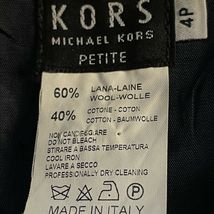 KORS
MICHAEL KORS
PETITE
4P
60% LANA-LAINE
WOOL-WOLLE
40% COTONE - COTON
COTTON - BAUMWOLLE
DO NOT BLEACH
STIRARE A BASSA TEMPERATURA
COOL IRON
LAVARE A SECCO
PROFESSIONALLY DRY CLEANING
MADE IN ITALY